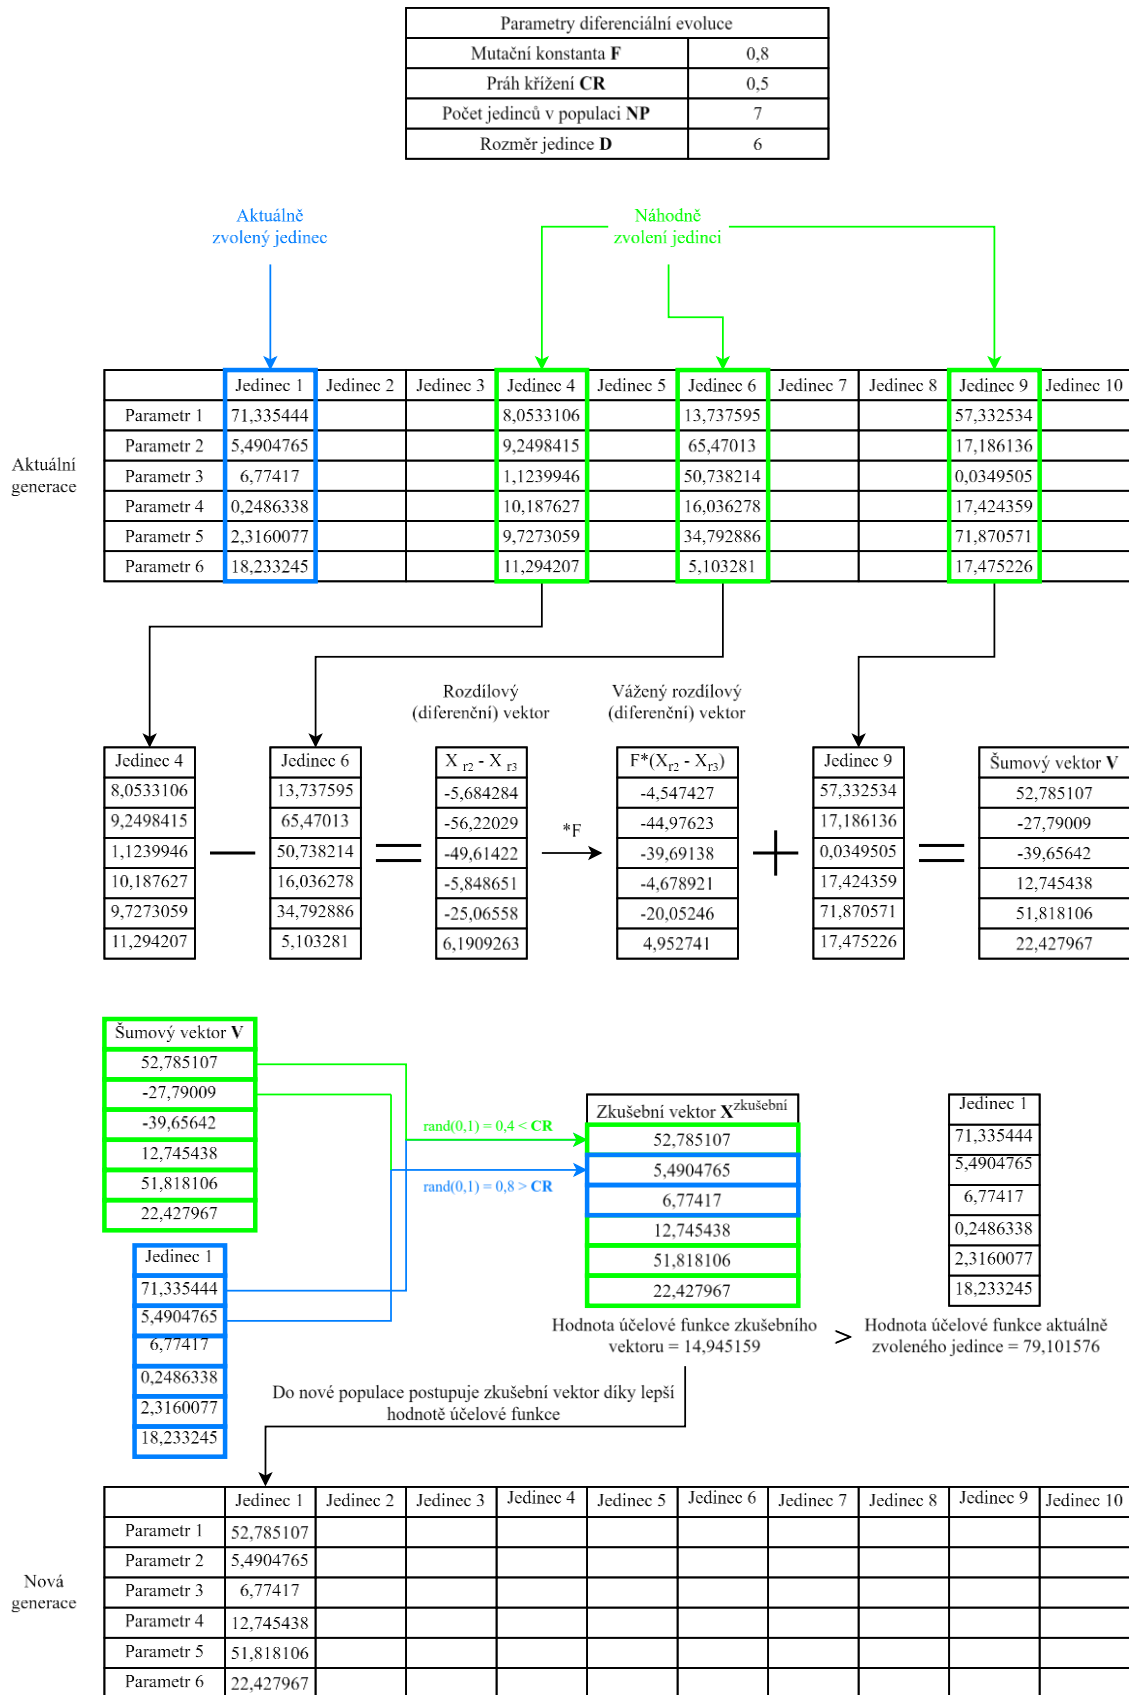 Parametry diferenciální evoluce
Mutační konstanta F 0,8
Práh křížení CR 0,5
Počet jedinců v populaci NP 7
Rozměr jedince D 6
Aktuálně
zvolený jedinec
Náhodně
zvolení jedinci
Jedinec 1 Jedinec 2 Jedinec 3 Jedinec 4 Jedinec 5 Jedinec 6 Jedinec 7 Jedinec 8 Jedinec 9 Jedinec 10
Parametr 1 71,335444 8,0533106 13,737595 57,332534
Parametr 2 5,4904765 9,2498415 65,47013 17,186136
Aktuální
generace
Parametr 3 6,77417 1,1239946 50,738214 0,0349505
Parametr 4 0,2486338 10,187627 16,036278 17,424359
Parametr 5 2,3160077 9,7273059 34,792886 71,870571
Parametr 6 18,233245 11,294207 5,103281 17,475226
Rozdílový
(diferenční) vektor
Vážený rozdílový
(diferenční) vektor
Jedinec 4 Jedinec 6 X r2 - X r3 F*(Xr2 - Xr3) Jedinec 9 Šumový vektor V
8,0533106 13,737595 -5,684284 -4,547427 57,332534 52,785107
9,2498415 65,47013 -56,22029 -44,97623 17,186136 -27,79009
1,1239946 — 50,738214 = -49,61422 *F -39,69138 + 0,0349505 = -39,65642
10,187627 16,036278 -5,848651 -4,678921 17,424359 12,745438
9,7273059 34,792886 -25,06558 -20,05246 71,870571 51,818106
11,294207 5,103281 6,1909263 4,952741 17,475226 22,427967
Šumový vektor V
52,785107
-27,79009
-39,65642
12,745438
51,818106
22,427967
Jedinec 1
71,335444
5,4904765
6,77417
0,2486338
2,3160077
18,233245
rand(0,1) = 0,4 < CR
rand(0,1) = 0,8 > CR
Zkušební vektor Xzkušební
52,785107
5,4904765
6,77417
12,745438
51,818106
22,427967
Jedinec 1
71,335444
5,4904765
6,77417
0,2486338
2,3160077
18,233245
Hodnota účelové funkce zkušebního
vektoru = 14,945159
>
Hodnota účelové funkce aktuálně
zvoleného jedince = 79,101576
Do nové populace postupuje zkušební vektor díky lepší
hodnotě účelové funkce
Jedinec 1 Jedinec 2 Jedinec 3 Jedinec 4 Jedinec 5 Jedinec 6 Jedinec 7 Jedinec 8 Jedinec 9 Jedinec 10
Parametr 1 52,785107
Parametr 2 5,4904765
Nová
generace
Parametr 3 6,77417
Parametr 4 12,745438
Parametr 5 51,818106
Parametr 6 22,427967